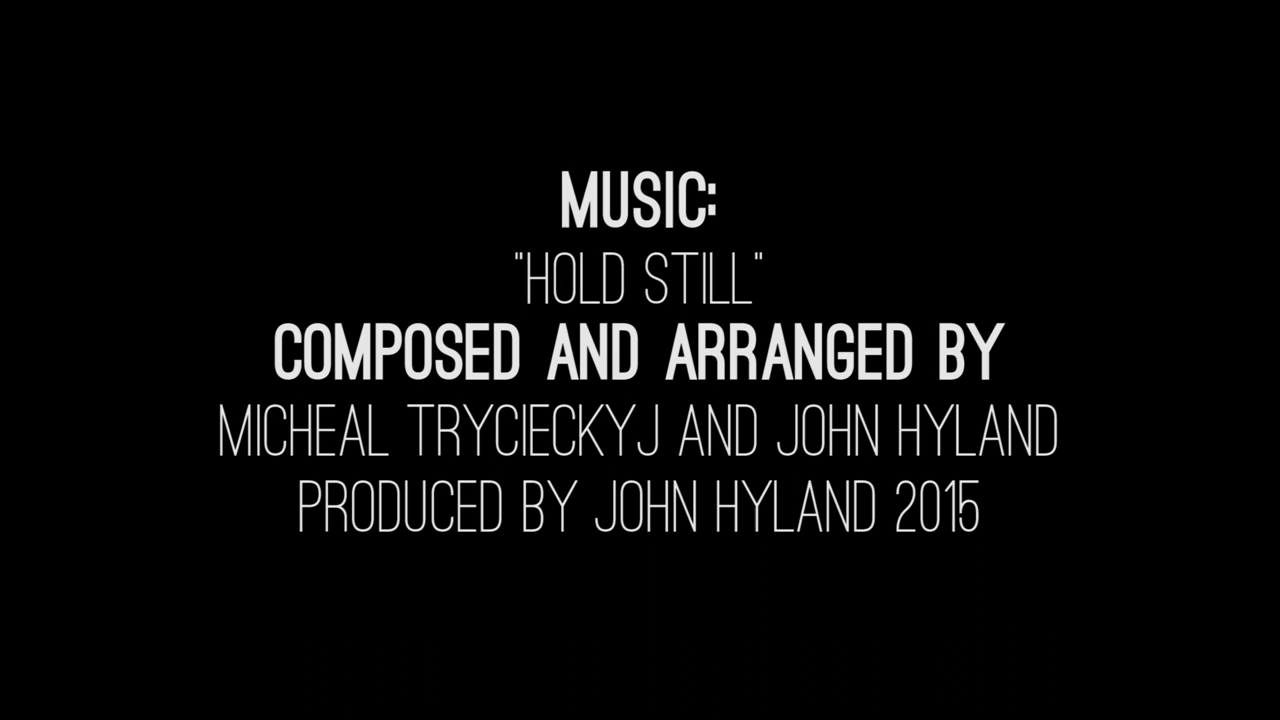 MUSIC:
"HOLD STILL"
COMPOSED AND ARRANGED BY
MICHEAL TRYCIECKYJ AND JOHN HYLAND
PRODUCED BY JOHN HYLAND 2015